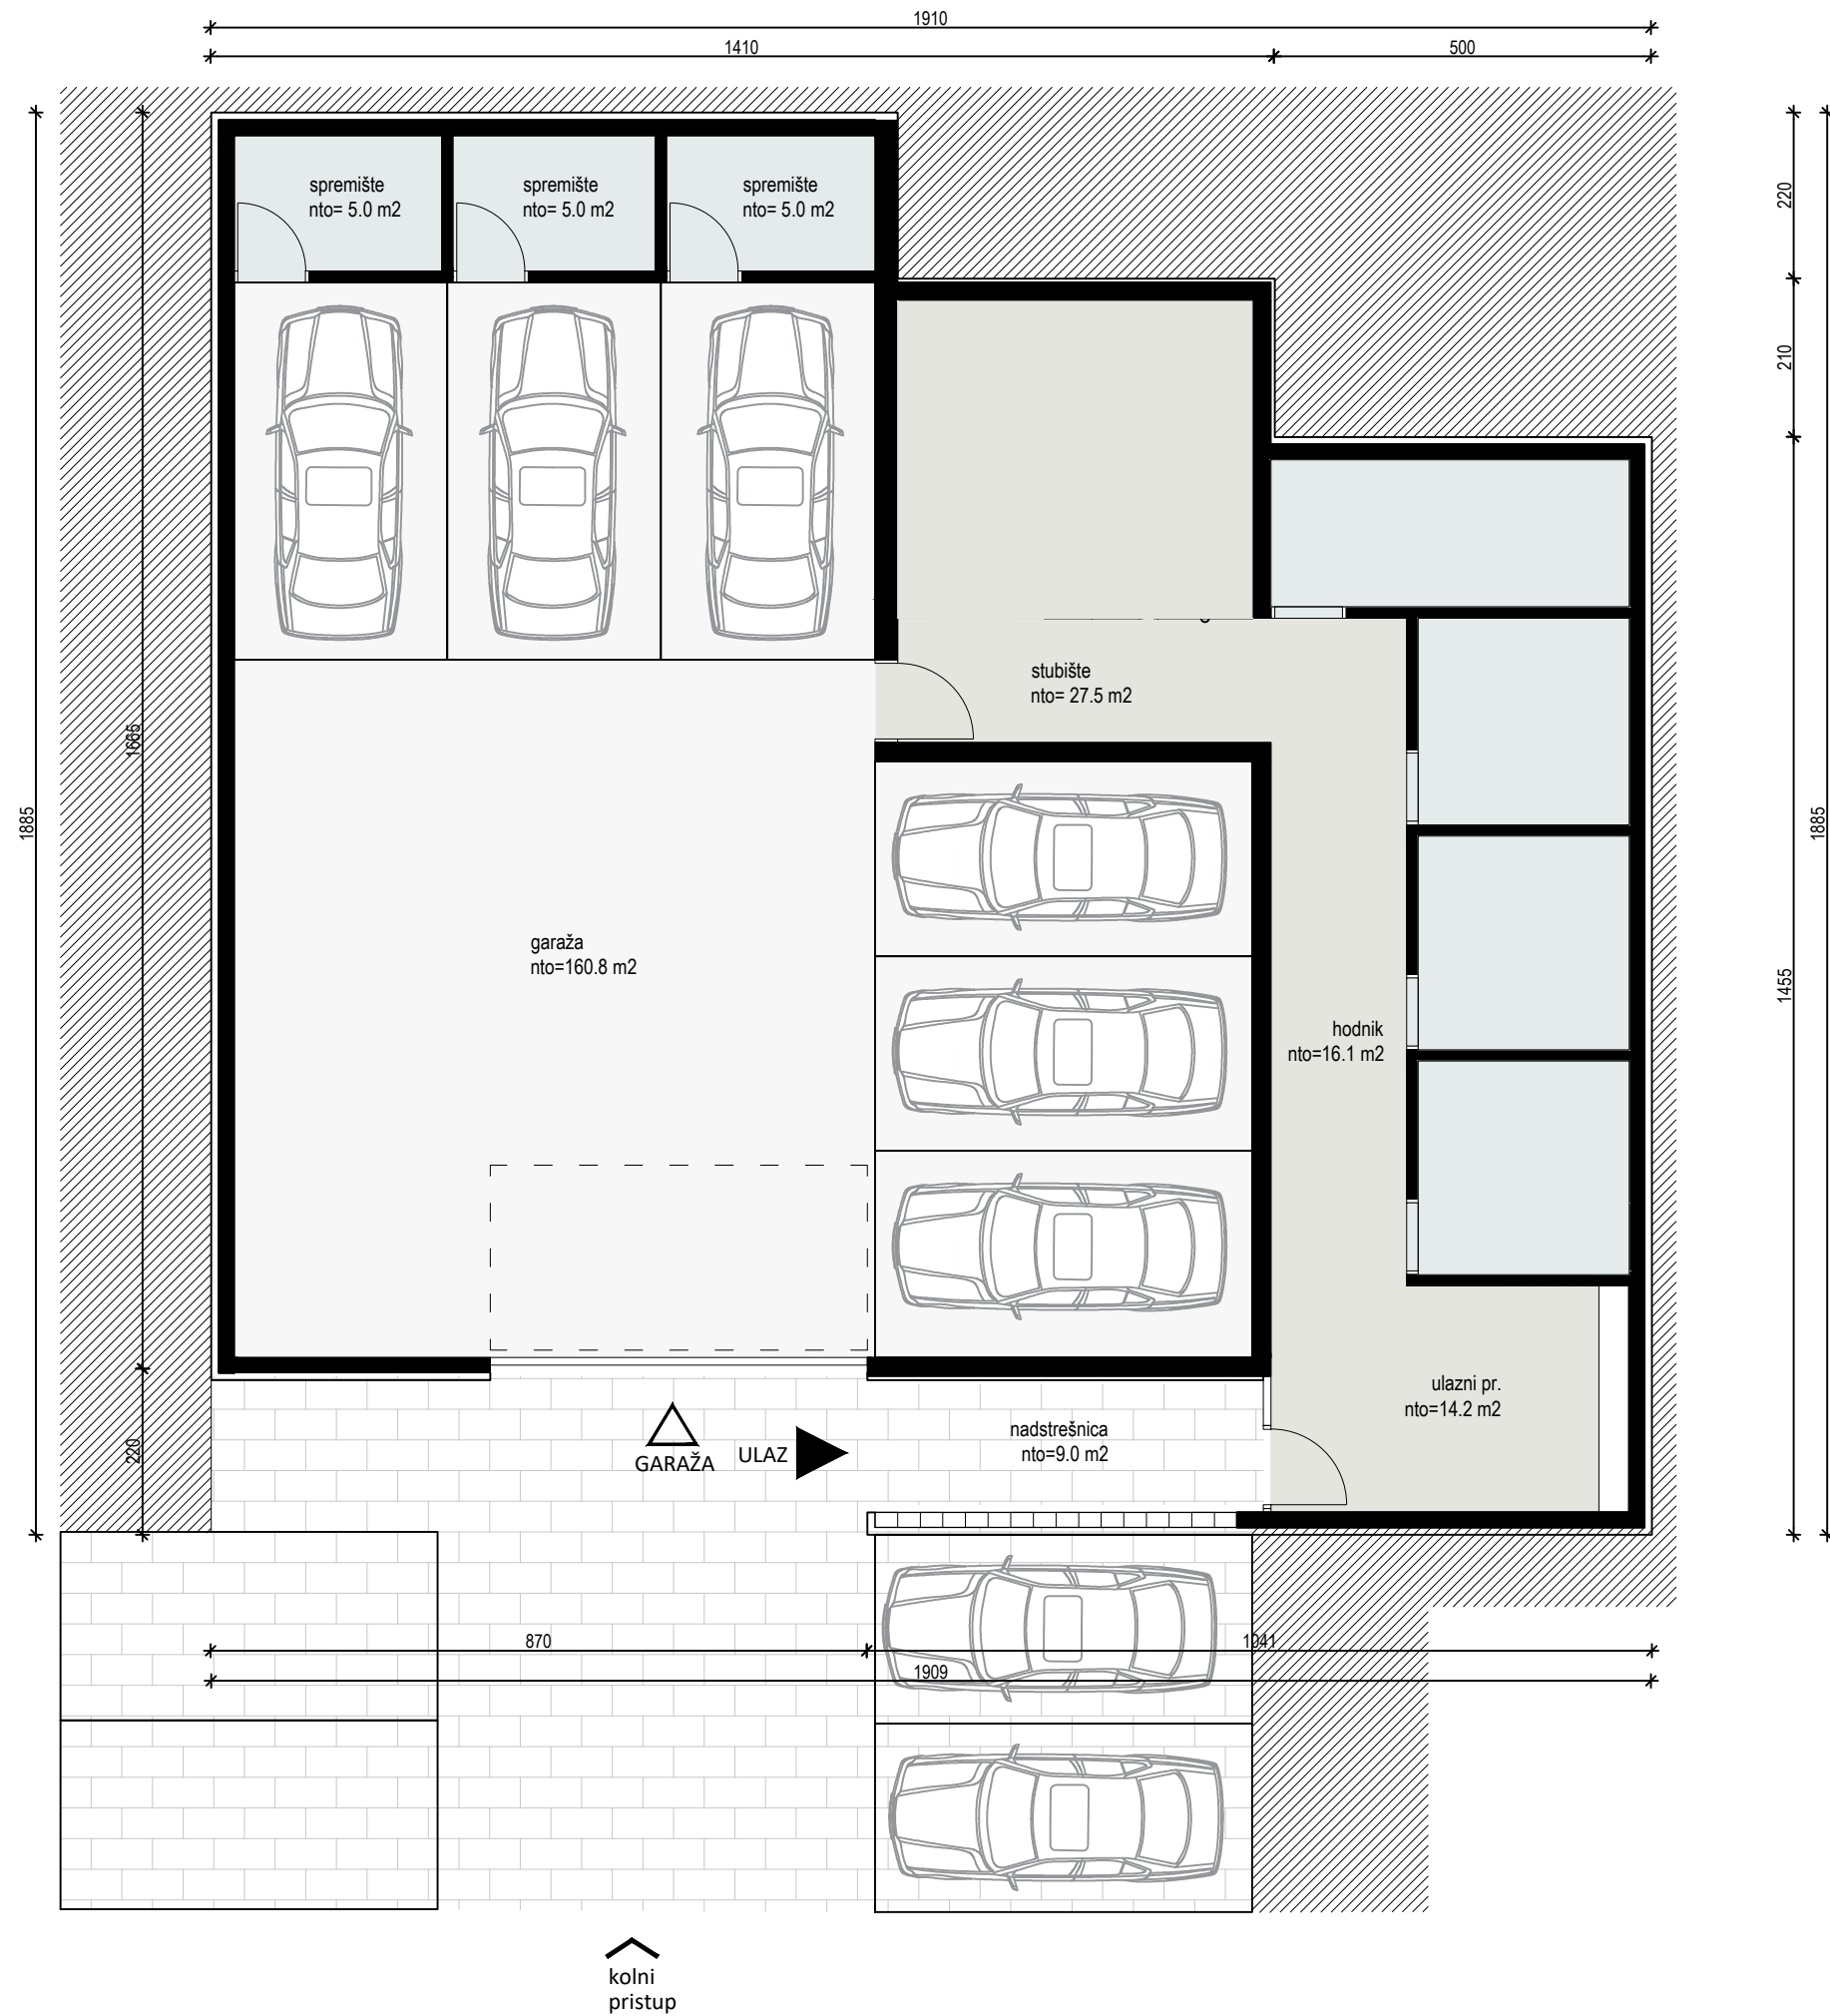 1910
1410
500
spremište
nto= 5.0 m2
spremište
nto= 5.0 m2
spremište
nto= 5.0 m2
220
210
stubište
nto= 27.5 m2
1665
1885
1885
garaža
nto=160.8 m2
1455
hodnik
nto=16.1 m2
ulazni pr.
nto=14.2 m2
nadstrešnica
nto=9.0 m2
220
GARAŽA
ULAZ
870
1041
1909
kolni
pristup